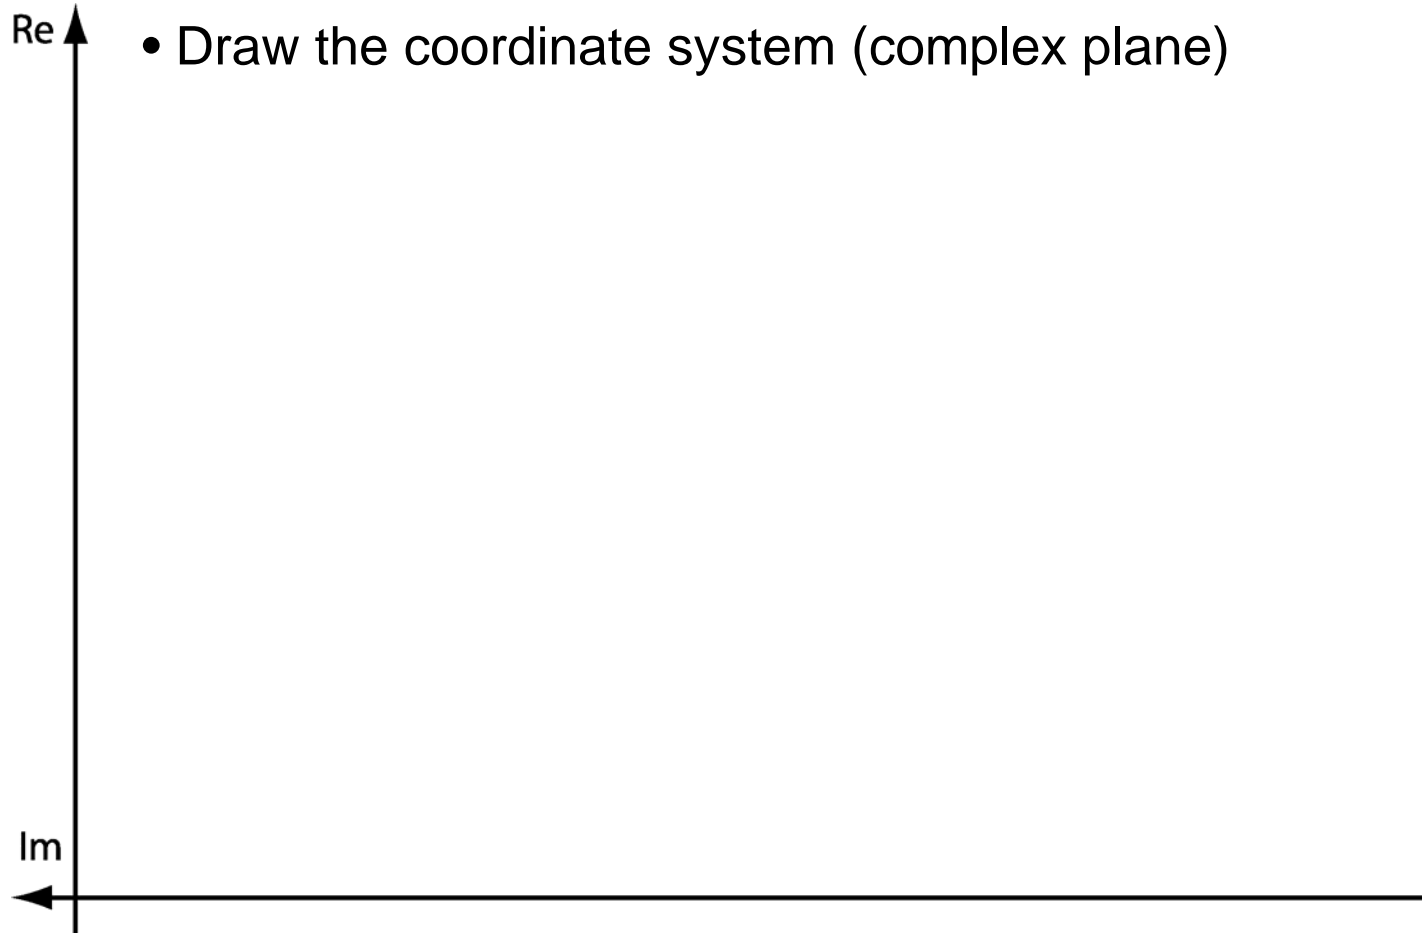 Re
• Draw the coordinate system (complex plane)
Im